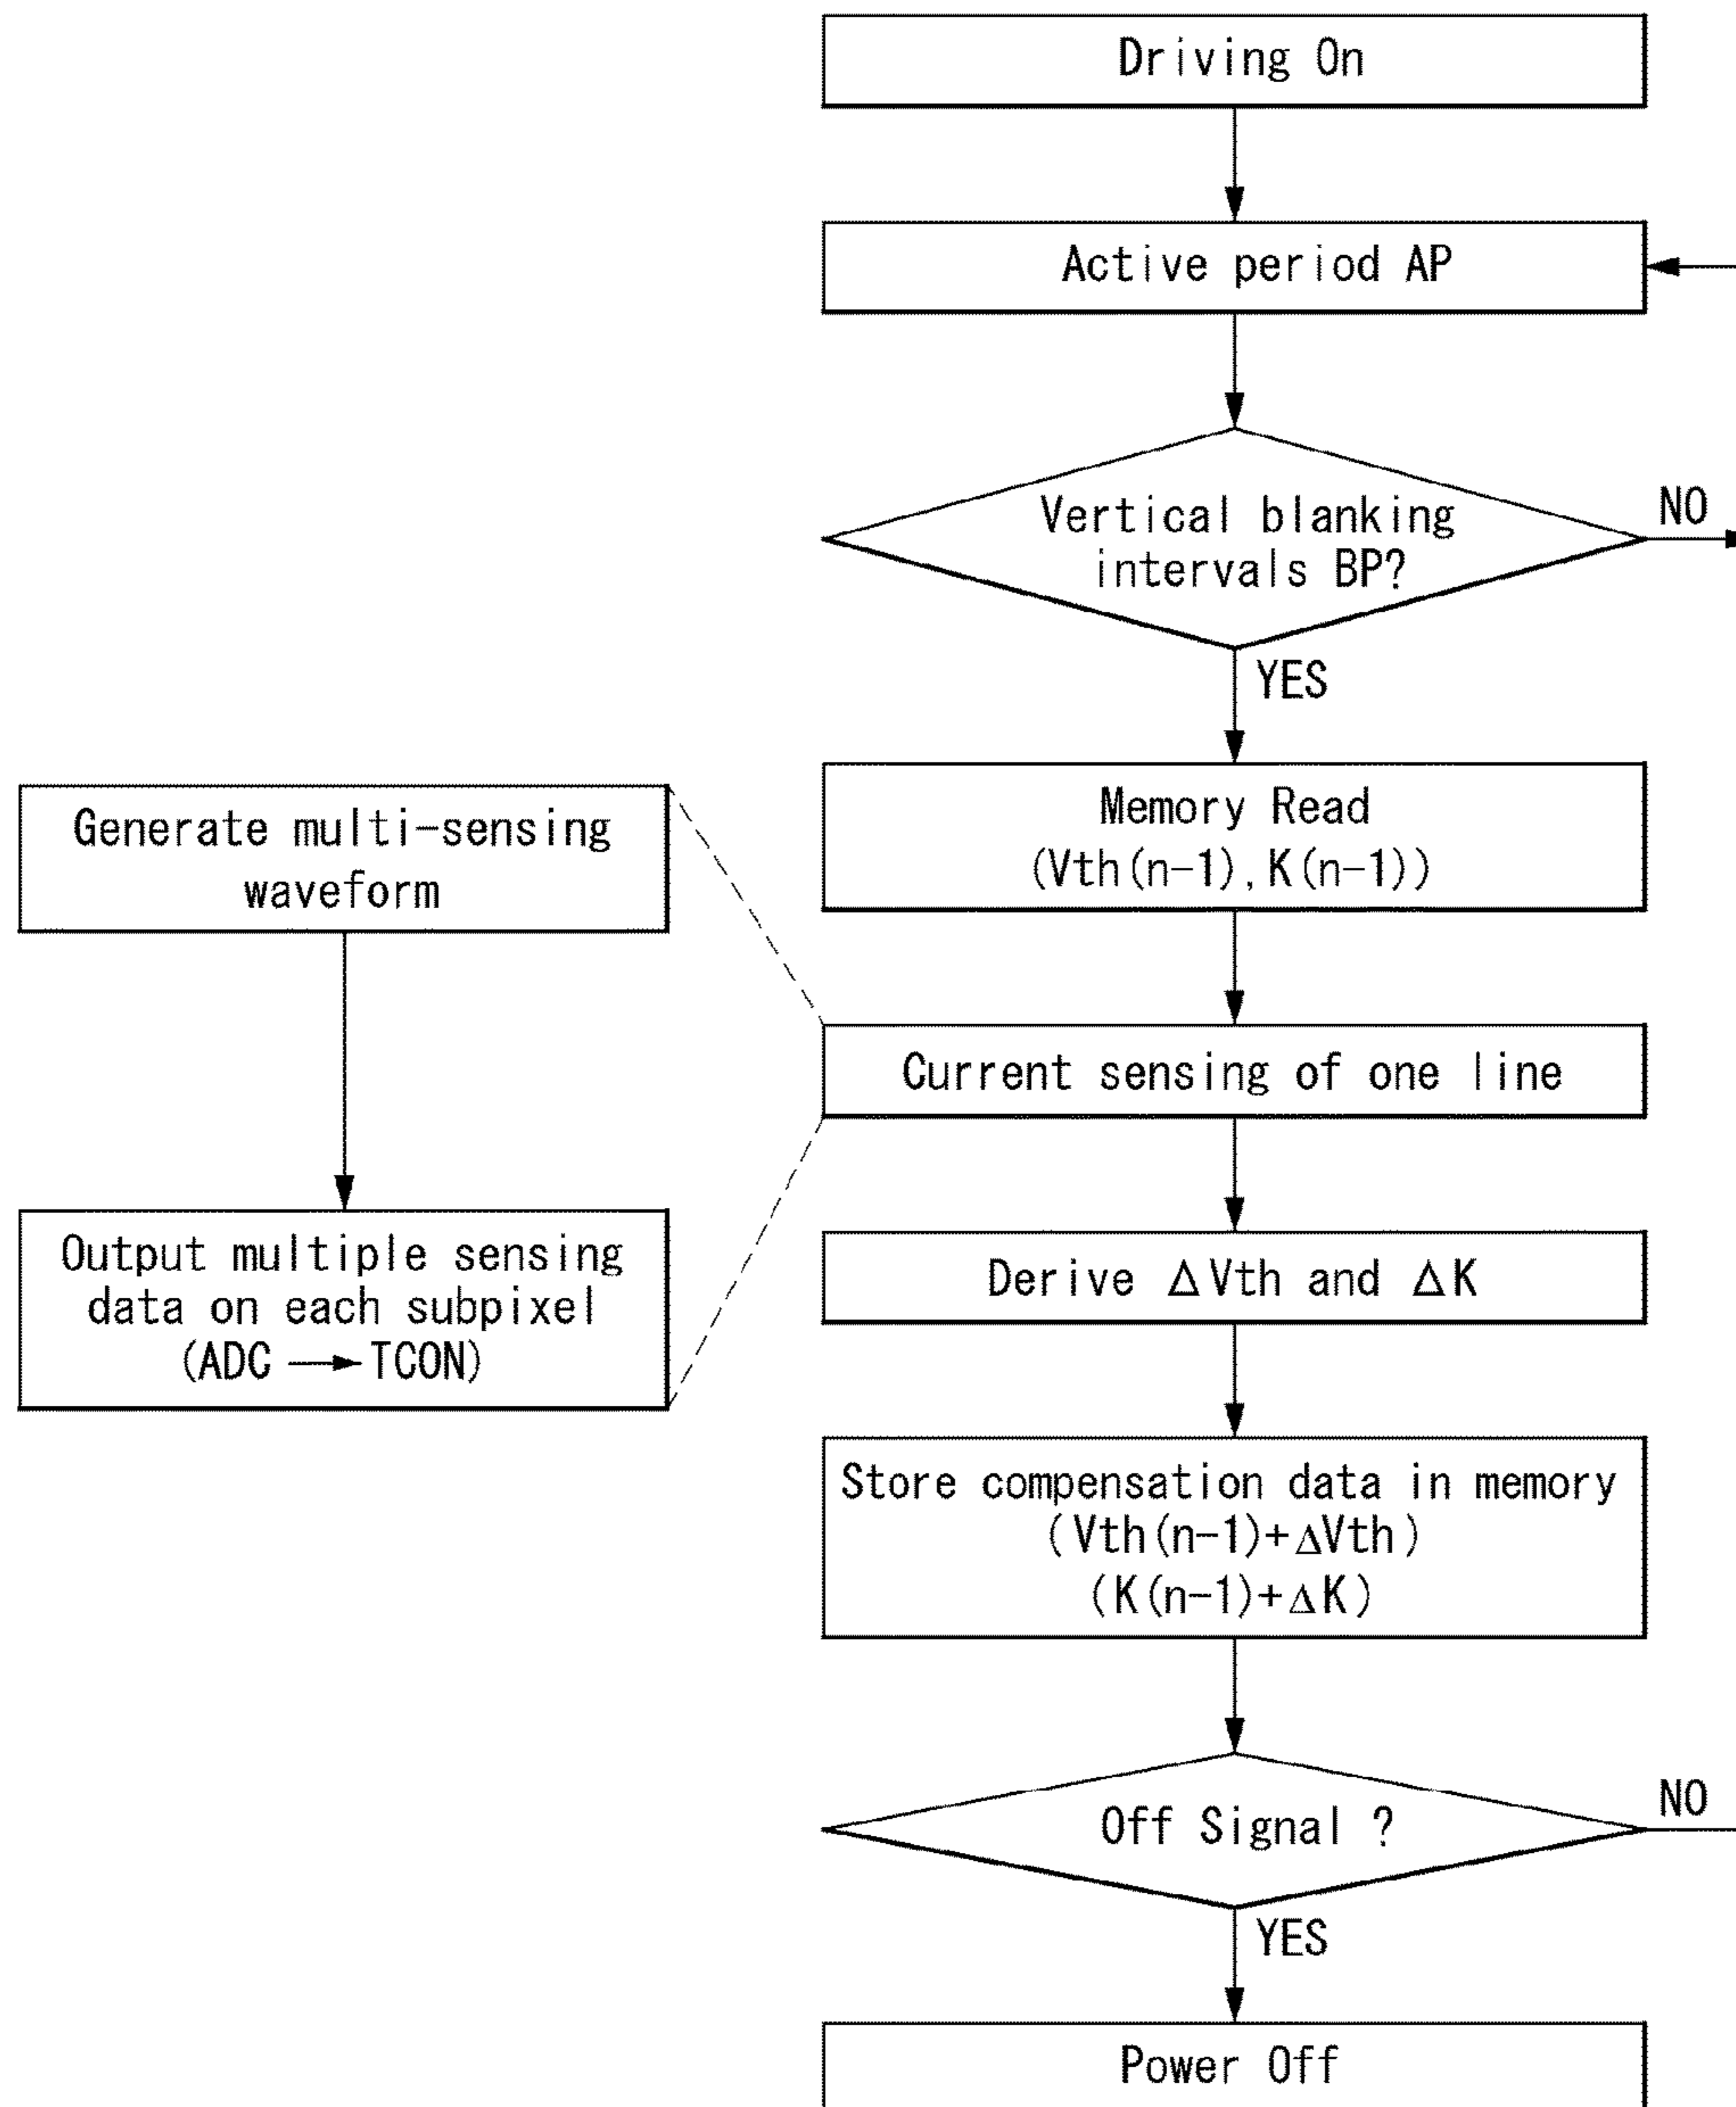 Driving On
Active period AP
Vertical blanking
intervals BP?
NO
YES
Memory Read
(Vth(n-1),K(n-1))
Generate multi-sensing
waveform
Current sensing of one line
Output multiple sensing
data on each subpixel
(ADC → TCON)
Derive ΔVth and ΔK
Store compensation data in memory
(Vth(n-1)+ΔVth)
(K(n-1)+ΔK)
Off Signal ?
NO
YES
Power Off